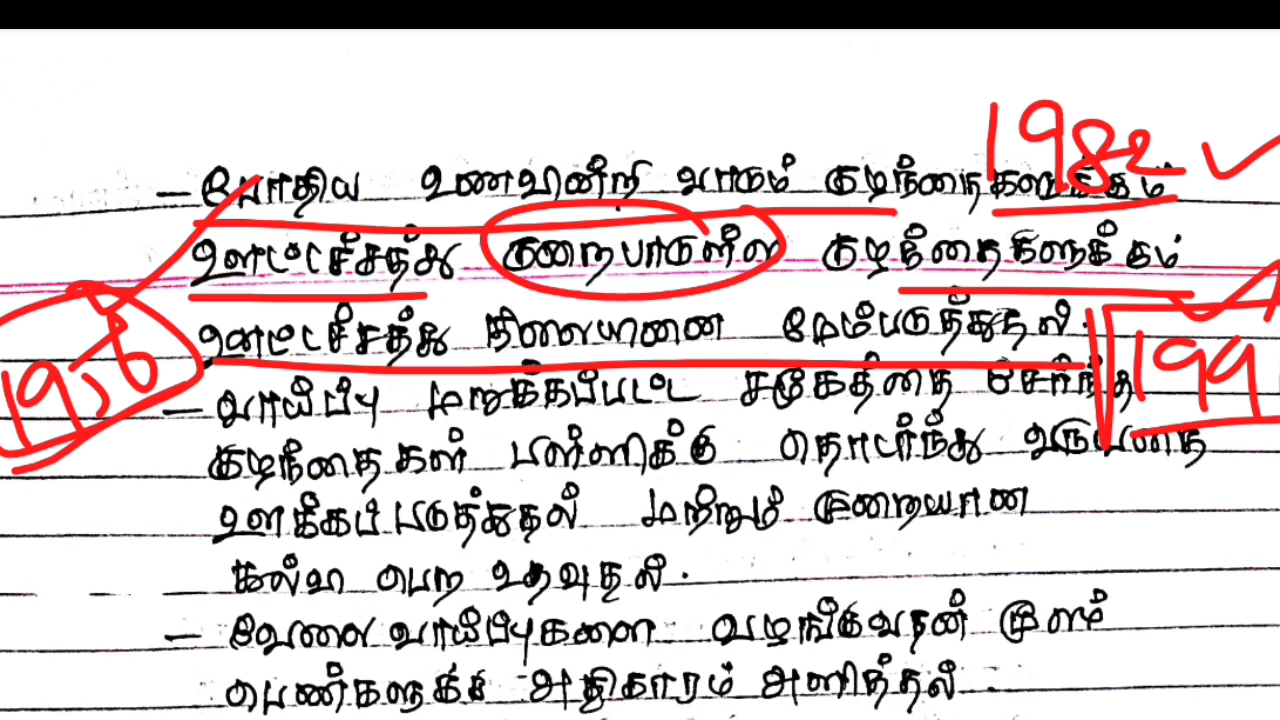 1982
– போதிய உணவின்றி வாடும் குழந்தைகளுக்கும்
ஊட்டச்சத்து குறைபாடுள்ள குழந்தைகளுக்கும்
ஊட்டச்சத்து நிலையினை மேம்படுத்துதல்.
199
– வாய்ப்பு மறுக்கப்பட்ட சமூகத்தை சேர்ந்த
குழந்தைகள் பள்ளிக்கு தொடர்ந்து வருவதை
ஊக்கப்படுத்துதல் மற்றும் முறையான
கல்வி பெற உதவுதல்.
– வேலை வாய்ப்புகளை வழங்குவதன் மூலம்
பெண்களுக்கு அதிகாரம் அளித்தல்.